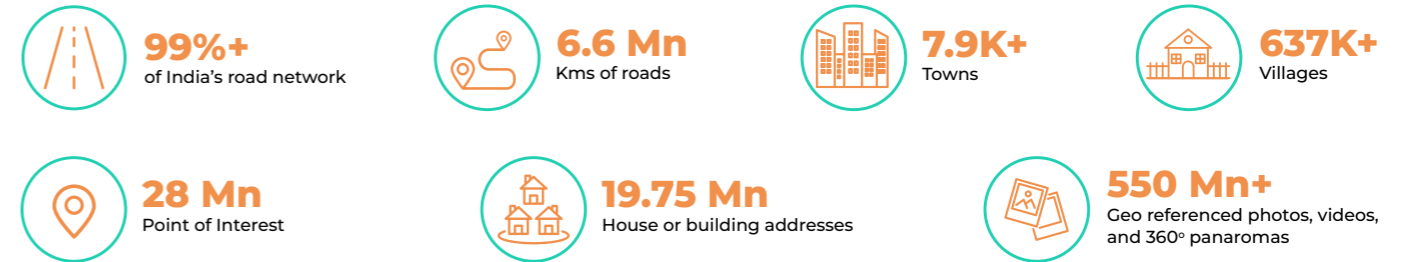 99%+
of India's road network
6.6 Mn
Kms of roads
7.9K+
Towns
637K+
Villages
28 Mn
Point of Interest
19.75 Mn
House or building addresses
550 Mn+
Geo referenced photos, videos,
and 360º panaromas